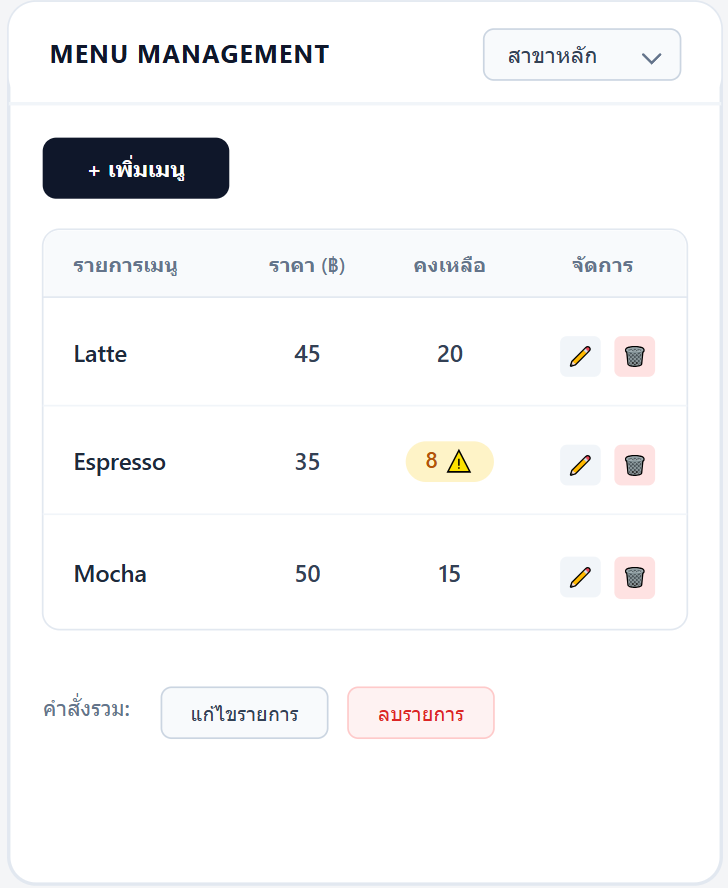 MENU MANAGEMENT
สาขาหลัก
+ เพิ่มเมนู
รายการเมนู ราคา (฿) คงเหลือ จัดการ
Latte 45 20
Espresso 35 8
Mocha 50 15
คำสั่งรวม: แก้ไขรายการ ลบรายการ